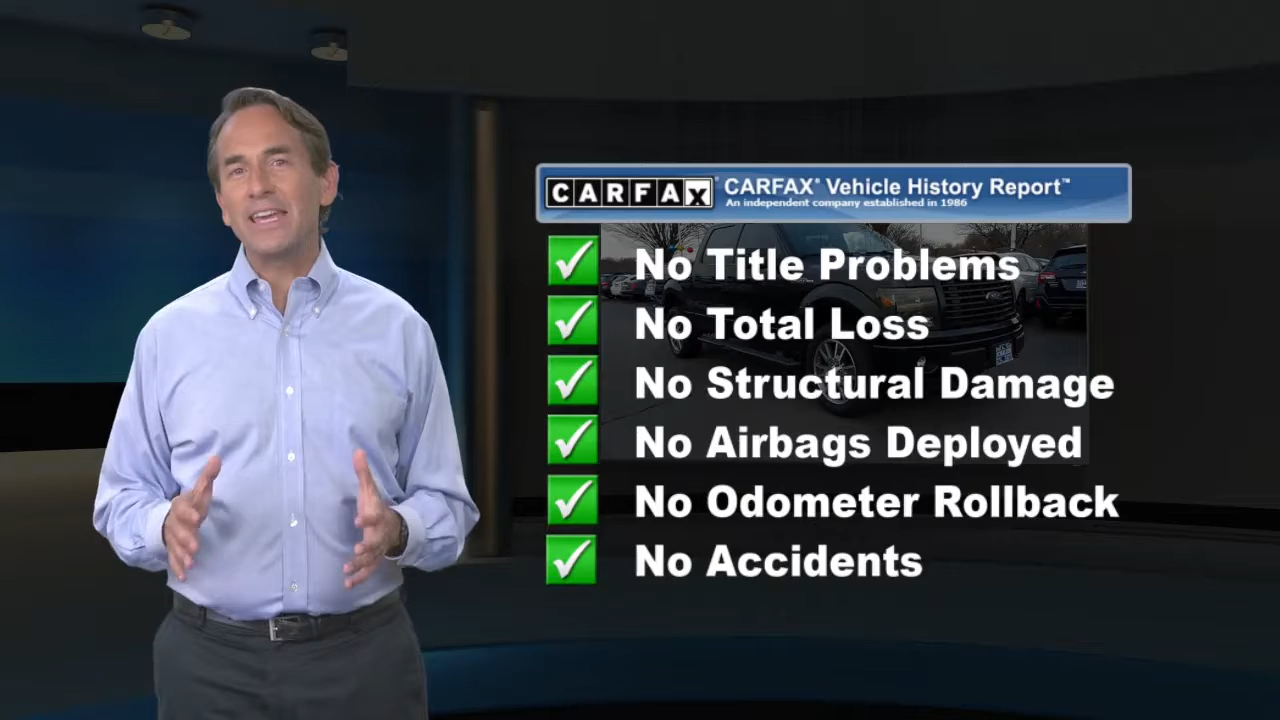 CARFAX® CARFAX® Vehicle History Report™
An independent company established in 1986
No Title Problems
No Total Loss
No Structural Damage
No Airbags Deployed
No Odometer Rollback
No Accidents